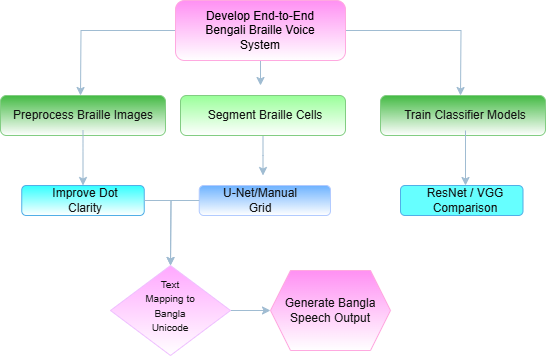 Develop End-to-End
Bengali Braille Voice
System
Preprocess Braille Images
Segment Braille Cells
Train Classifier Models
Improve Dot
Clarity
U-Net/Manual
Grid
ResNet / VGG
Comparison
Text
Mapping to
Bangla
Unicode
Generate Bangla
Speech Output